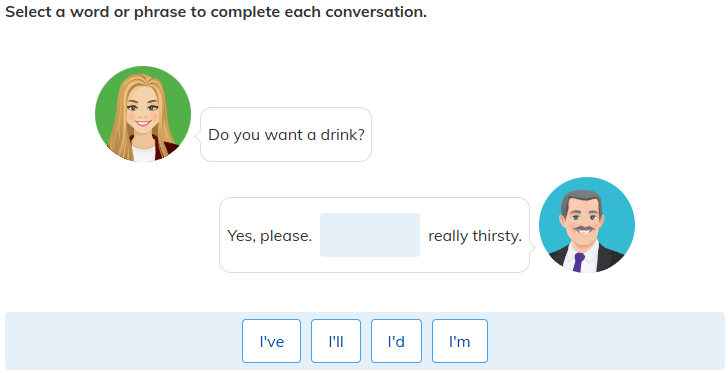 Select a word or phrase to complete each conversation.
Do you want a drink?
Yes, please. really thirsty.
I've I'll I'd I'm